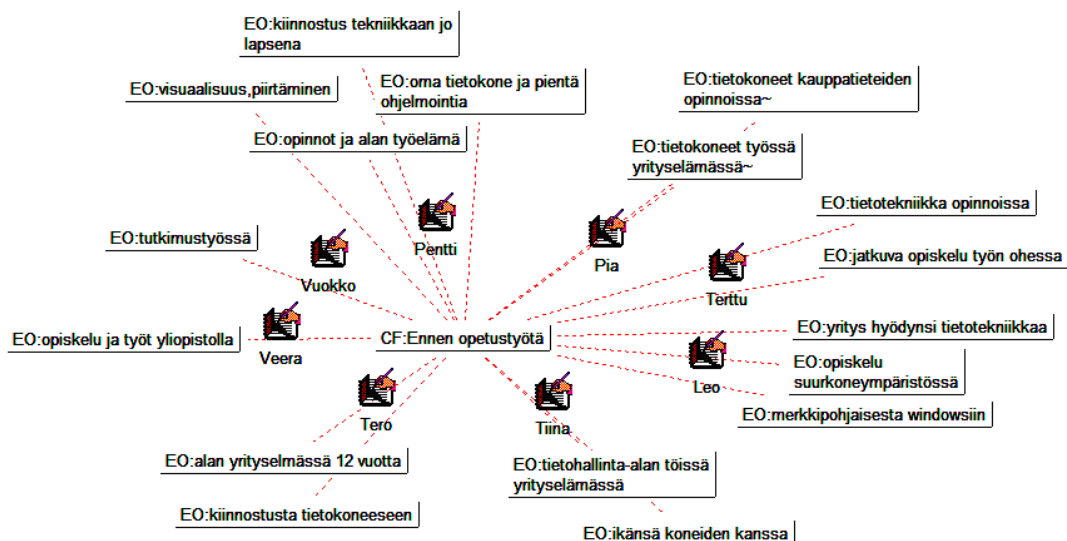 EO:kiinnostus tekniikkaan jo
lapsena
EO:visuaalisuus,piirtäminen
EO:oma tietokone ja pientä
ohjelmointia
EO:opinnot ja alan työelämä
EO:tietokoneet kauppatieteiden
opinnoissa~
EO:tietokoneet työssä
yrityselämässä~
EO:tietotekniikka opinnoissa
EO:tutkimustyössä
Pentti
Pia
EO:jatkuva opiskelu työn ohessa
Vuokko
Terttu
EO:opiskelu ja työt yliopistolla
Veera
CF:Ennen opetustyötä
EO:yritys hyödynsi tietotekniikkaa
EO:opiskelu
suurkoneympäristössä
Leo
EO:merkkipohjaisesta windowsiin
Tero
Tiina
EO:alan yrityselmässä 12 vuotta
EO:tietohallinta-alan töissä
yrityselämässä
EO:kiinnostusta tietokoneeseen
EO:ikänsä koneiden kanssa